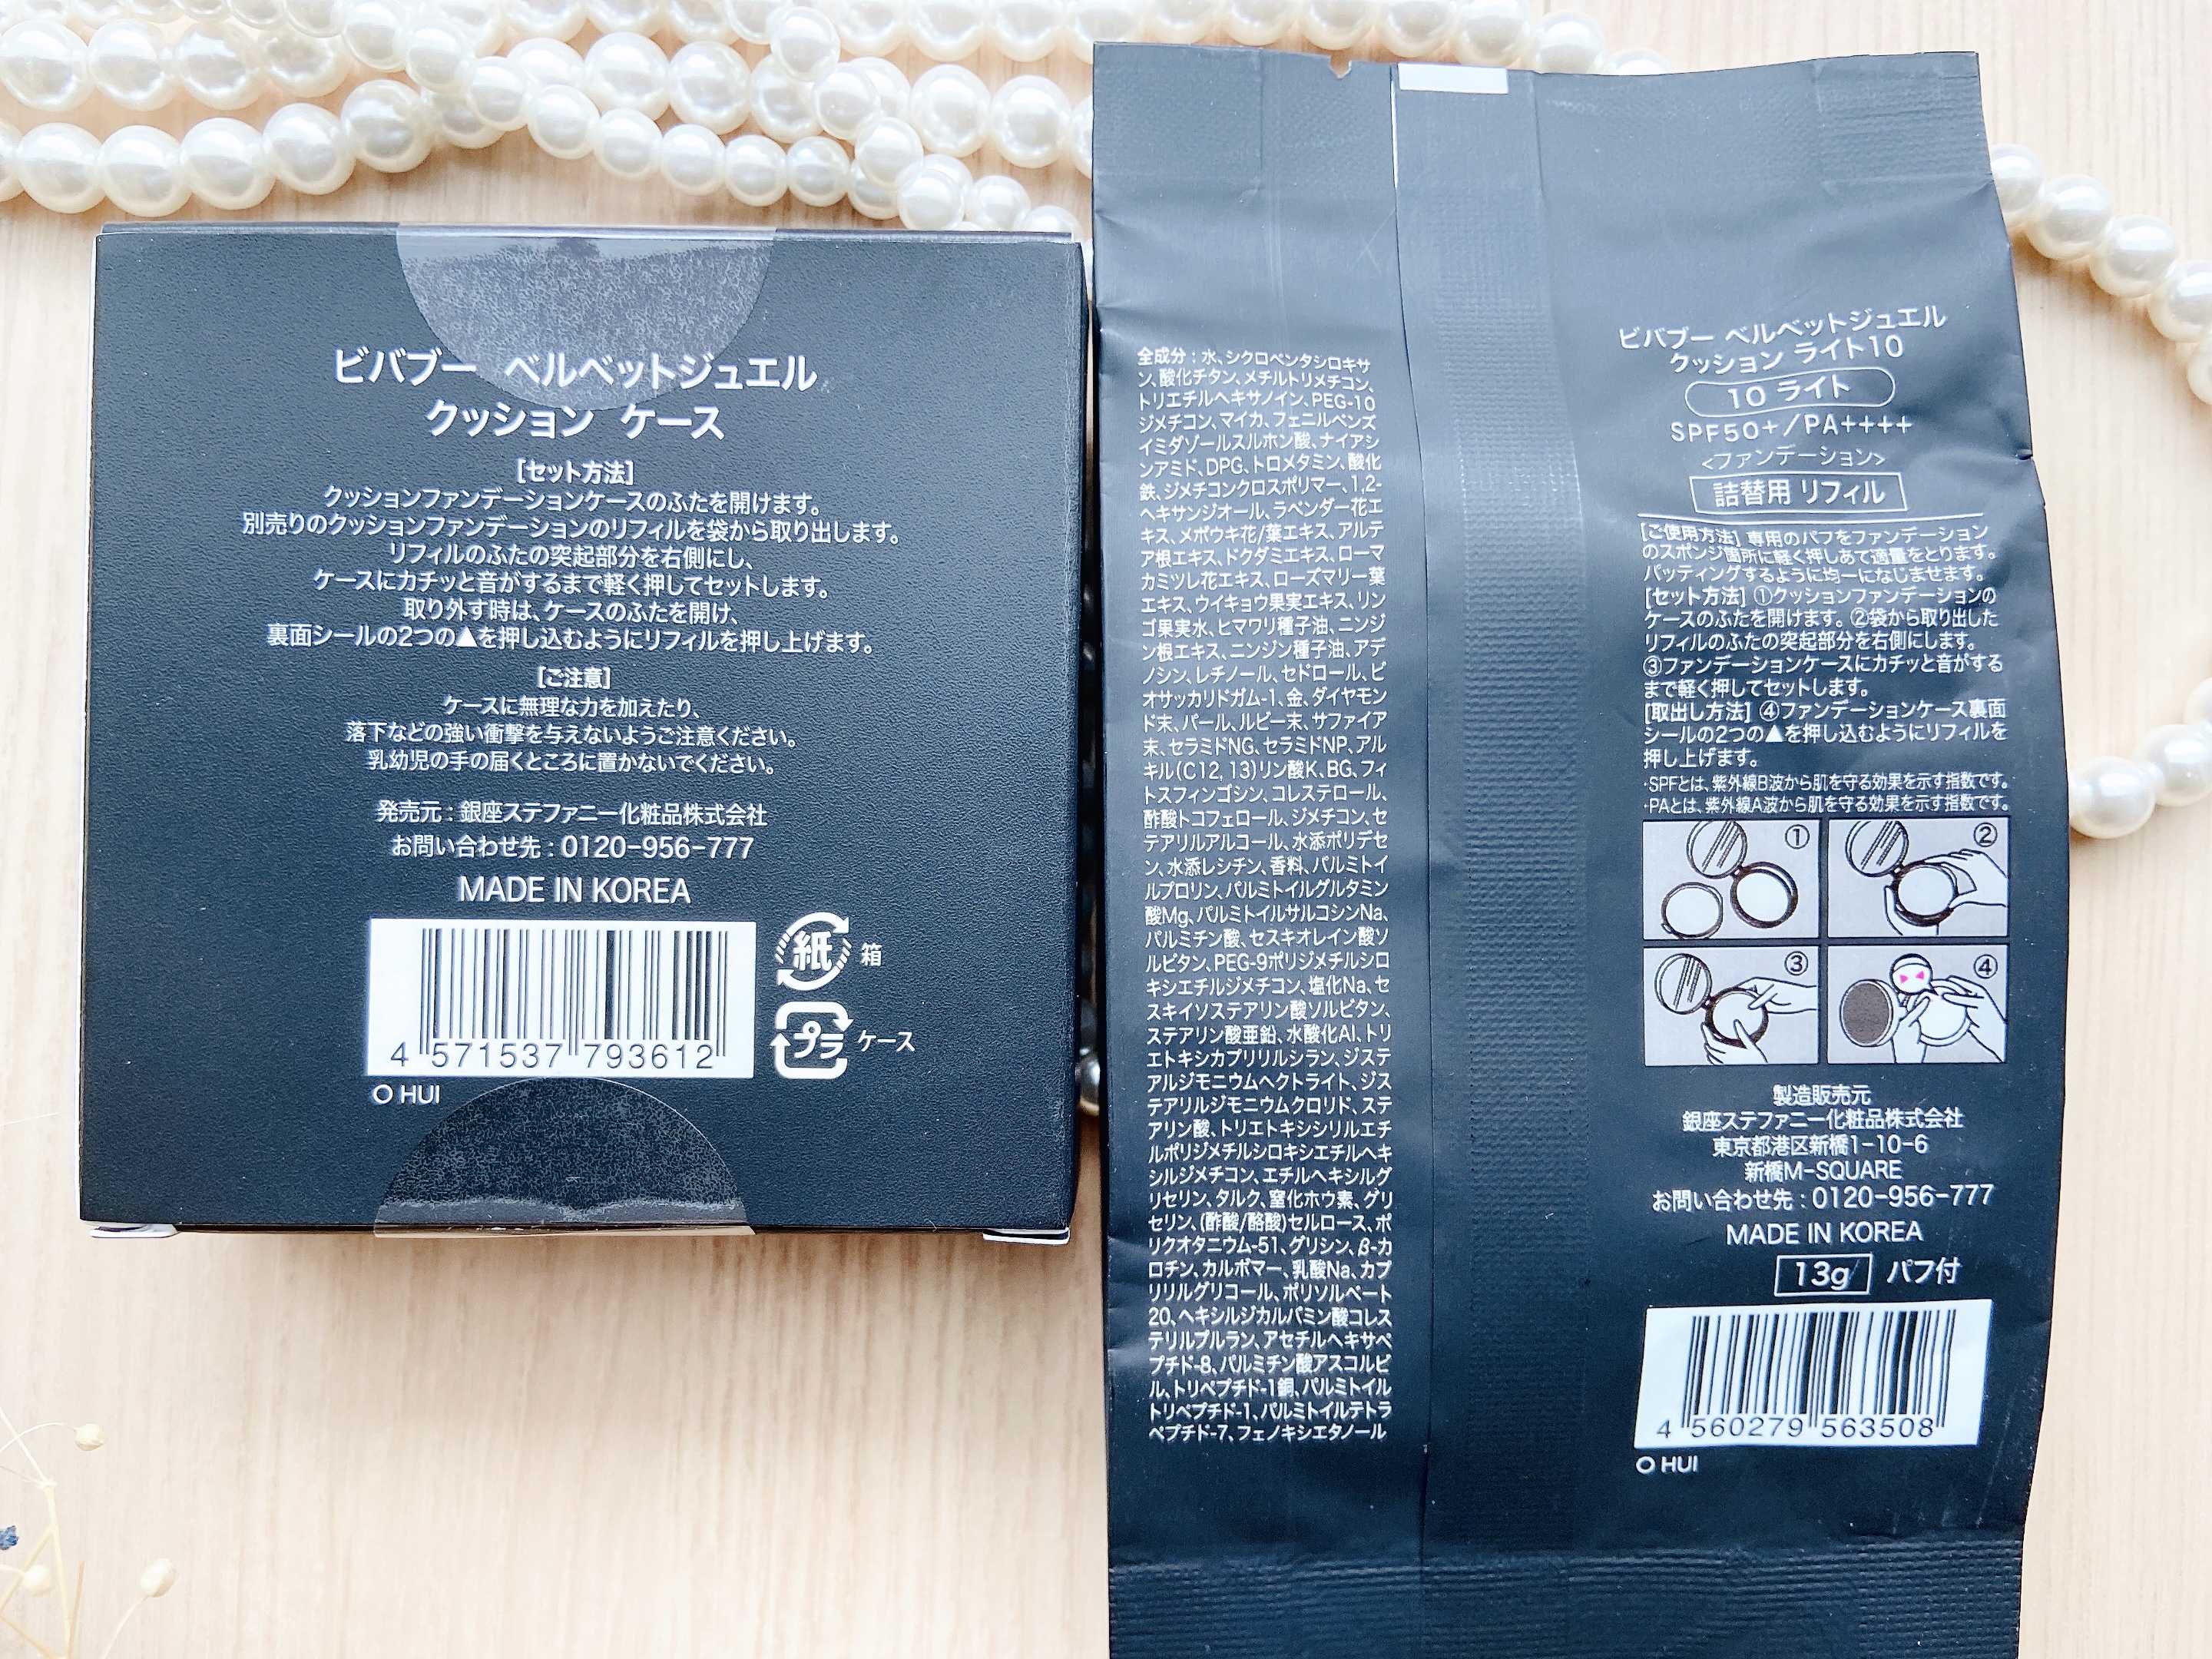 ビバブー ベルベットジュエル
クッション ケース
[セット方法]
クッションファンデーションケースのふたを開けます。
別売りのクッションファンデーションのリフィルを袋から取り出します。
リフィルのふたの突起部分を右側にし、
ケースにカチッと音がするまで軽く押してセットします。
取り外す時は、ケースのふたを開け、
裏面シールの2つの▲を押し込むようにリフィルを押し上げます。
[ご注意]
ケースに無理な力を加えたり、
落下などの強い衝撃を与えないようご注意ください。
乳幼児の手の届くところに置かないでください。
発売元：銀座ステファニー化粧品株式会社
お問い合わせ先：0120-956-777
MADE IN KOREA
紙 箱
プラ ケース
4 571537 793612
O HUI
全成分：水、シクロペンタシロキサ
ン、酸化チタン、メチルトリメチコン、
トリエチルヘキサノイン、PEG-10
ジメチコン、マイカ、フェニルベンズ
イミダゾールスルホン酸、ナイアシ
ンアミド、DPG、トロメタミン、酸化
鉄、ジメチコンクロスポリマー、1,2-
ヘキサンジオール、ラベンダー花エ
キス、メボウキ花/葉エキス、アルテ
ア根エキス、ドクダミエキス、ローマ
カミツレ花エキス、ローズマリー葉
エキス、ウイキョウ果実エキス、リン
ゴ果実水、ヒマワリ種子油、ニンジ
ン根エキス、ニンジン種子油、アデ
ノシン、レチノール、セドロール、ビ
オサッカリドガム-1、金、ダイヤモン
ド末、パール、ルビー末、サファイア
末、セラミドNG、セラミドNP、アル
キル(C12, 13)リン酸K、BG、フィ
トスフィンゴシン、コレステロール、
酢酸トコフェロール、ジメチコン、セ
テアリルアルコール、水添ポリデセ
ン、水添レシチン、香料、パルミトイ
ルプロリン、パルミトイルグルタミン
酸Mg、パルミトイルサルコシンNa、
パルミチン酸、セスキオレイン酸ソ
ルビタン、PEG-9ポリジメチルシロ
キシエチルジメチコン、塩化Na、セ
スキイソステアリン酸ソルビタン、
ステアリン酸亜鉛、水酸化Al、トリ
エトキシカプリリルシラン、ジステ
アルジモニウムヘクトライト、ジス
テアリルジモニウムクロリド、ステ
アリン酸、トリエトキシシリルエチ
ルポリジメチルシロキシエチルヘキ
シルジメチコン、エチルヘキシルグ
リセリン、タルク、窒化ホウ素、グリ
セリン、(酢酸/酪酸)セルロース、ポ
リクオタニウム-51、グリシン、β-カ
ロチン、カルボマー、乳酸Na、カプ
リリルグリコール、ポリソルベート
20、ヘキシルジカルバミン酸コレス
テリルプルラン、アセチルヘキサペ
プチド-8、パルミチン酸アスコルビ
ル、トリペプチド-1銅、パルミトイル
トリペプチド-1、パルミトイルテトラ
ペプチド-7、フェノキシエタノール
ビバブー ベルベットジュエル
クッション ライト10
10 ライト
SPF50+/PA++++
<ファンデーション>
詰替用 リフィル
[ご使用方法] 専用のパフをファンデーション
のスポンジ箇所に軽く押しあて適量をとります。
パッティングするように均一になじませます。
[セット方法] ①クッションファンデーションの
ケースのふたを開けます。②袋から取り出した
リフィルのふたの突起部分を右側にします。
③ファンデーションケースにカチッと音がする
まで軽く押してセットします。
[取出し方法] ④ファンデーションケース裏面
シールの2つの▲を押し込むようにリフィルを
押し上げます。
・SPFとは、紫外線B波から肌を守る効果を示す指数です。
・PAとは、紫外線A波から肌を守る効果を示す指数です。
① ②
③ ④
製造販売元
銀座ステファニー化粧品株式会社
東京都港区新橋1-10-6
新橋M-SQUARE
お問い合わせ先：0120-956-777
MADE IN KOREA
13g パフ付
4 560279 563508
O HUI